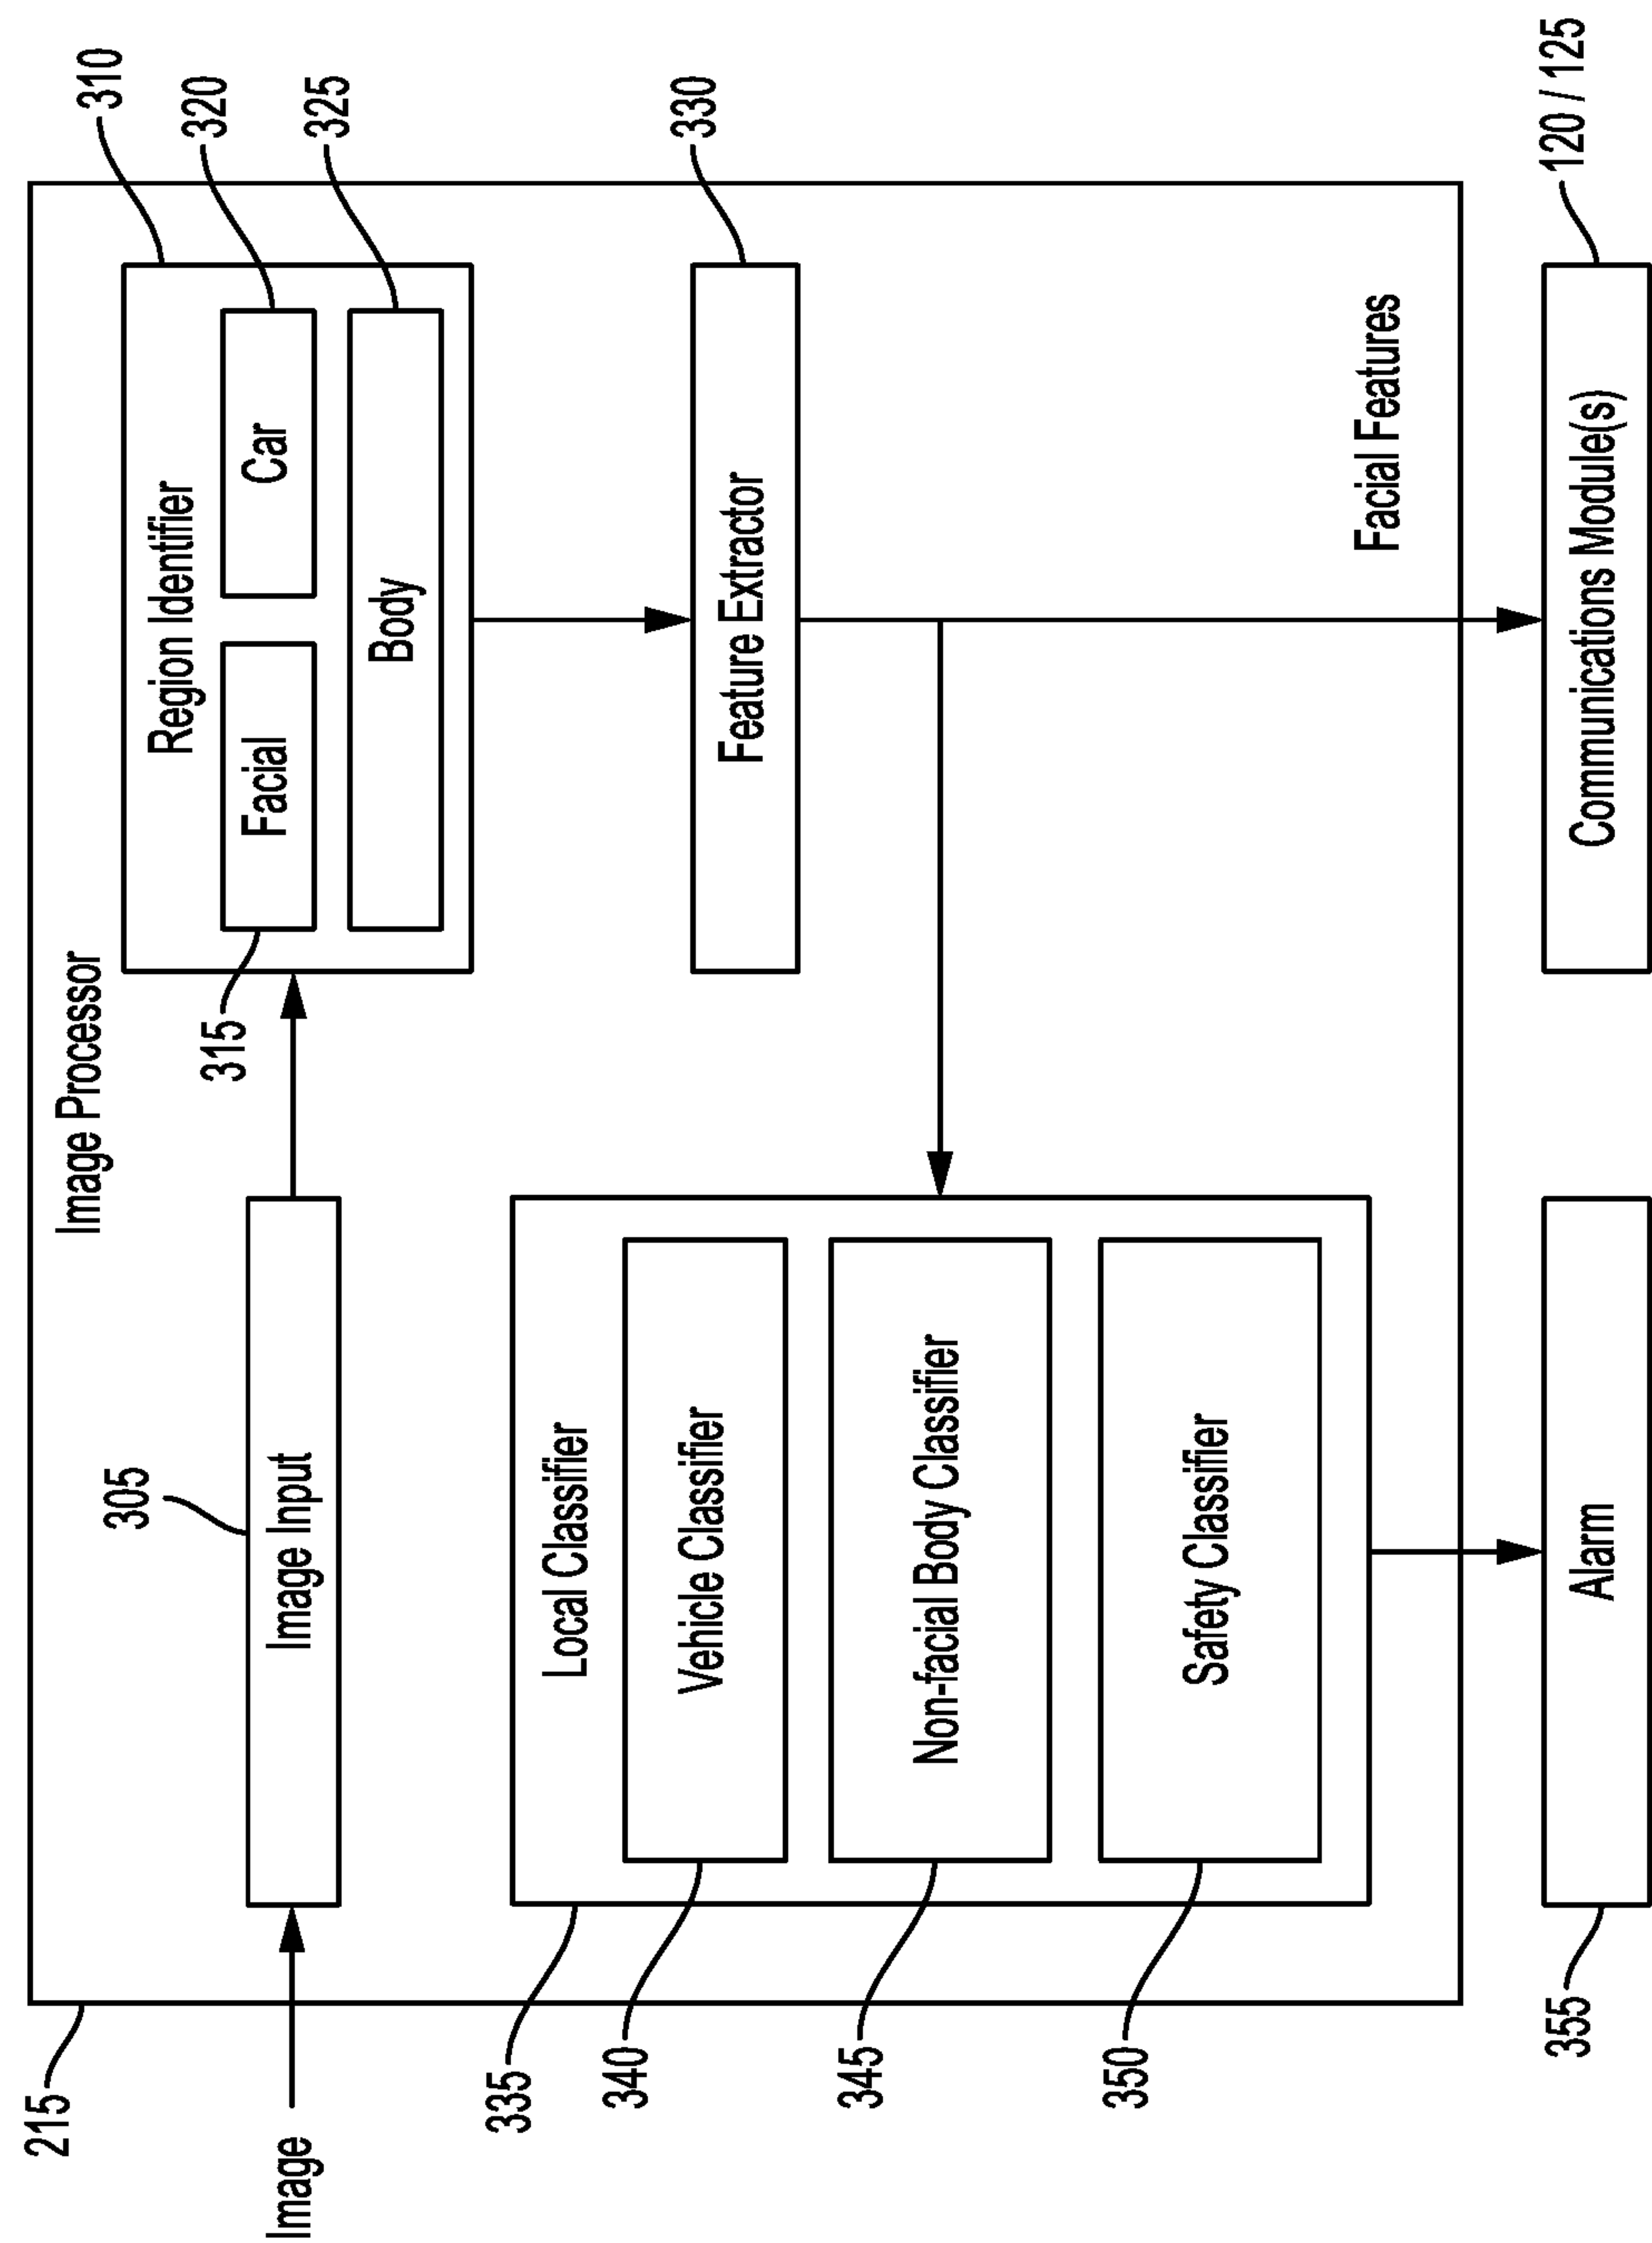 215
Image Processor
310
Image
305
Image Input
315
Region Identifier
Facial
Car
320
Body
325
335
Local Classifier
Feature Extractor
330
340
Vehicle Classifier
345
Non-facial Body Classifier
350
Safety Classifier
Facial Features
355
Alarm
Communications Module(s)
120 / 125